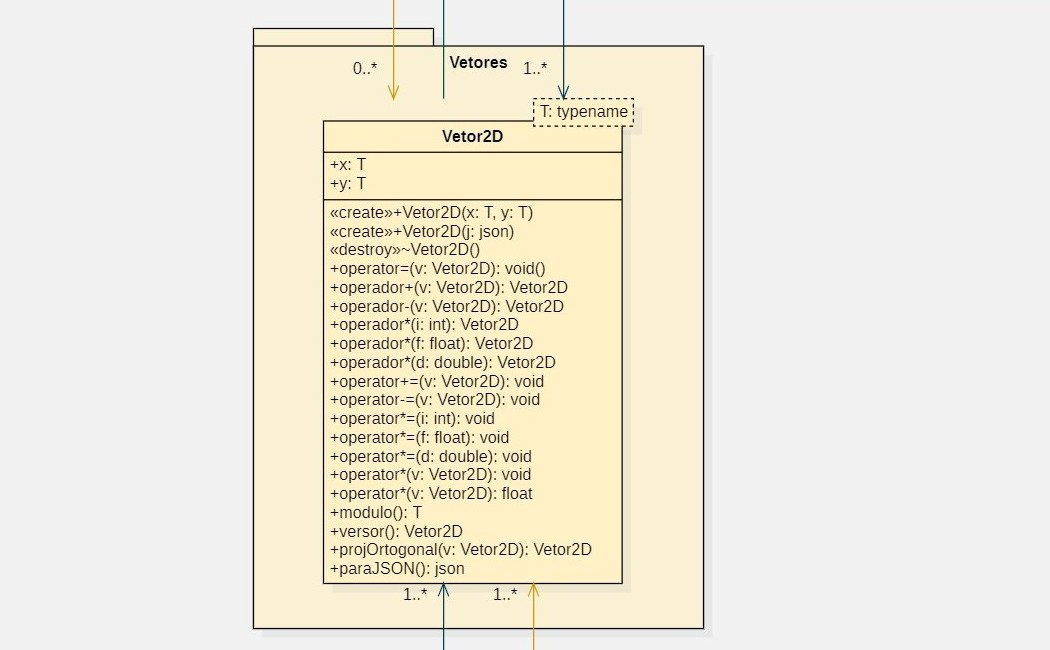 Vetores
0..*
1..*
T: typename
Vetor2D
+x: T
+y: T
«create»+Vetor2D(x: T, y: T)
«create»+Vetor2D(j: json)
«destroy»~Vetor2D()
+operator=(v: Vetor2D): void()
+operador+(v: Vetor2D): Vetor2D
+operador-(v: Vetor2D): Vetor2D
+operador*(i: int): Vetor2D
+operador*(f: float): Vetor2D
+operador*(d: double): Vetor2D
+operator+=(v: Vetor2D): void
+operator-=(v: Vetor2D): void
+operator*=(i: int): void
+operator*=(f: float): void
+operator*=(d: double): void
+operator*(v: Vetor2D): void
+operator*(v: Vetor2D): float
+modulo(): T
+versor(): Vetor2D
+projOrtogonal(v: Vetor2D): Vetor2D
+paraJSON(): json
1..*
1..*